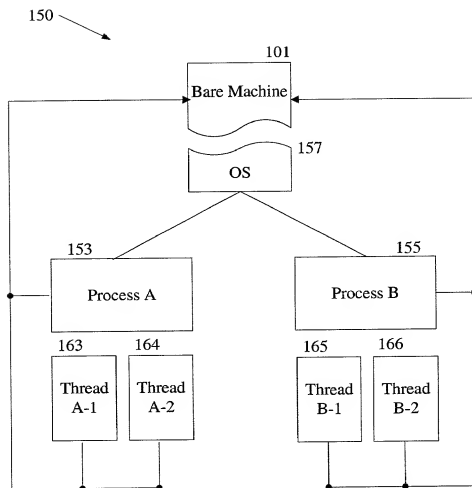 150
101
Bare Machine
157
OS
153
Process A
155
Process B
163
Thread
A-1
164
Thread
A-2
165
Thread
B-1
166
Thread
B-2